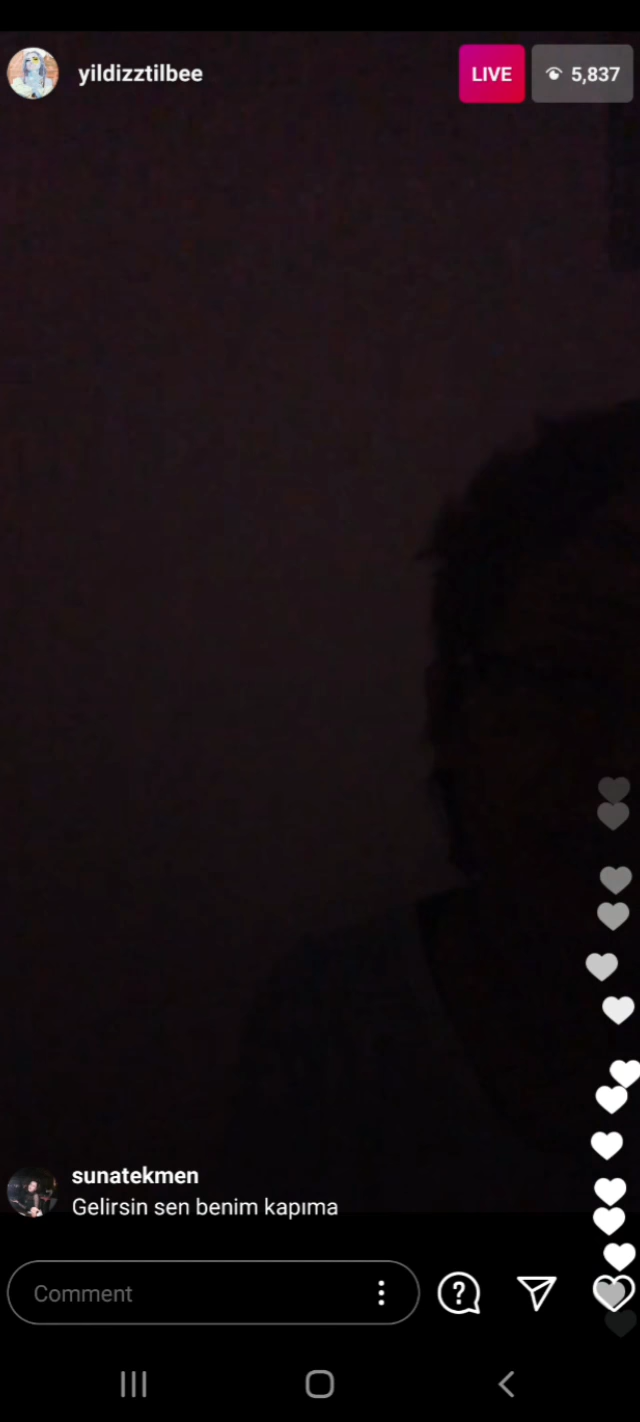 yildizztilbee
LIVE
5,837
sunatekmen
Gelirsin sen benim kapıma
Comment